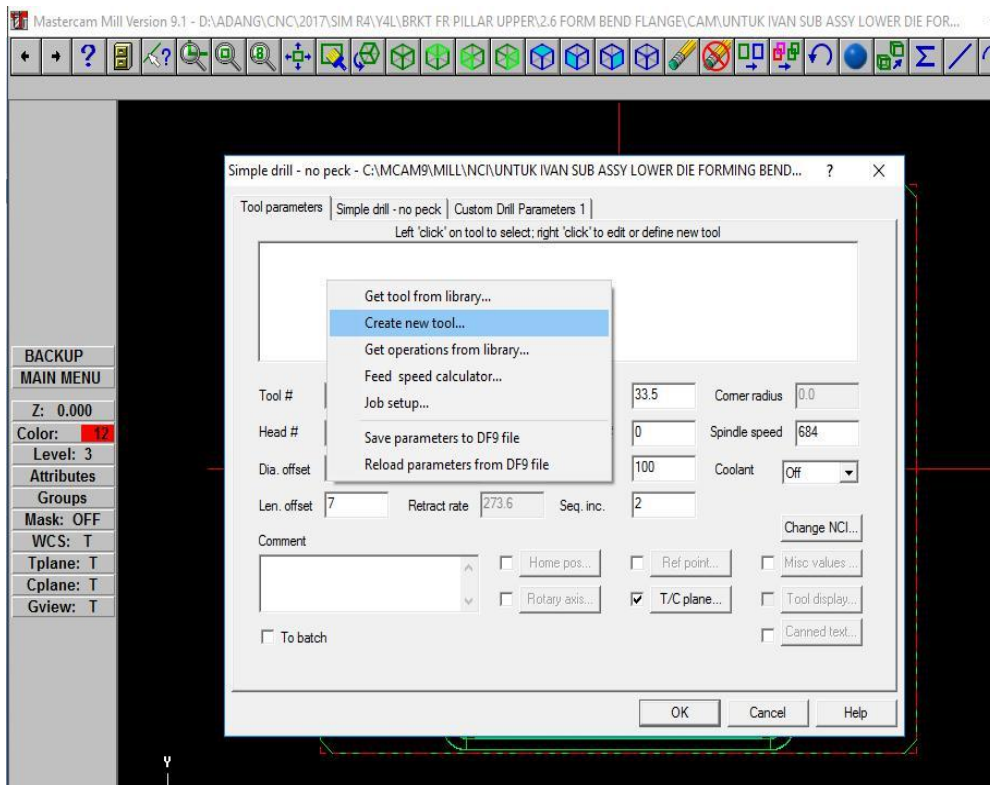 Mastercam Mill Version 9.1 - D:\ADANG\CNC\2017\SIM R4\Y4L\BRKT FR PILLAR UPPER\2.6 FORM BEND FLANGE\CAM\UNTUK IVAN SUB ASSY LOWER DIE FOR...
Simple drill - no peck - C:\MCAM9\MILL\NCI\UNTUK IVAN SUB ASSY LOWER DIE FORMING BEND... ? X
Tool parameters Simple drill - no peck Custom Drill Parameters 1
Left 'click' on tool to select; right 'click' to edit or define new tool
Get tool from library...
Create new tool...
Get operations from library...
Feed speed calculator...
Job setup...
Save parameters to DF9 file
Reload parameters from DF9 file
BACKUP
MAIN MENU
Z: 0.000
Color: 12
Level: 3
Attributes
Groups
Mask: OFF
WCS: T
Tplane: T
Cplane: T
Gview: T
Tool # 33.5 Corner radius 0.0
Head # 0 Spindle speed 684
Dia. offset 100 Coolant Off
Len. offset 7 Retract rate 273.6 Seq. inc. 2
Change NCI...
Comment
Home pos... Ref point... Misc values ...
Rotary axis... T/C plane... Tool display...
To batch Canned text...
OK Cancel Help
Y